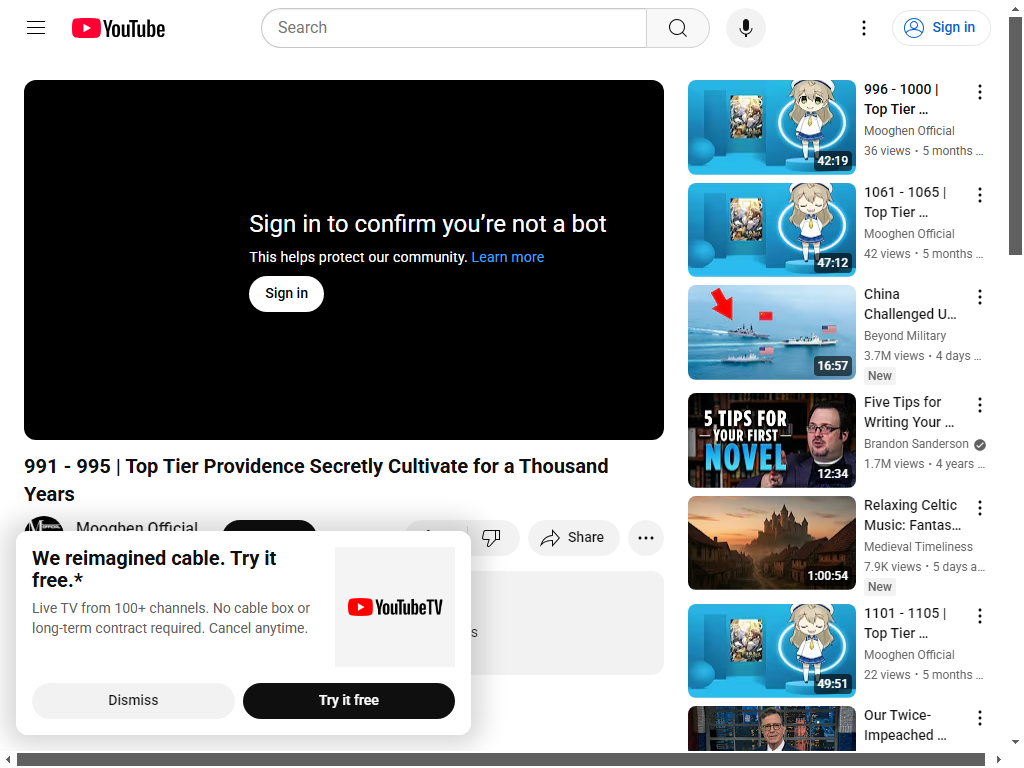 YouTube
Search
Sign in
Sign in to confirm you’re not a bot
This helps protect our community. Learn more
Sign in
991 - 995 | Top Tier Providence Secretly Cultivate for a Thousand
Years
Mooghen Official
Share
We reimagined cable. Try it
free.*
Live TV from 100+ channels. No cable box or
long-term contract required. Cancel anytime.
YouTubeTV
Dismiss
Try it free
42:19
996 - 1000 |
Top Tier ...
Mooghen Official
36 views • 5 months ...
47:12
1061 - 1065 |
Top Tier ...
Mooghen Official
42 views • 5 months ...
16:57
China
Challenged U...
Beyond Military
3.7M views • 4 days ...
New
5 TIPS FOR
YOUR FIRST
NOVEL
12:34
Five Tips for
Writing Your ...
Brandon Sanderson
1.7M views • 4 years ...
1:00:54
Relaxing Celtic
Music: Fantas...
Medieval Timeliness
7.9K views • 5 days a...
New
49:51
1101 - 1105 |
Top Tier ...
Mooghen Official
22 views • 5 months ...
Our Twice-
Impeached ...